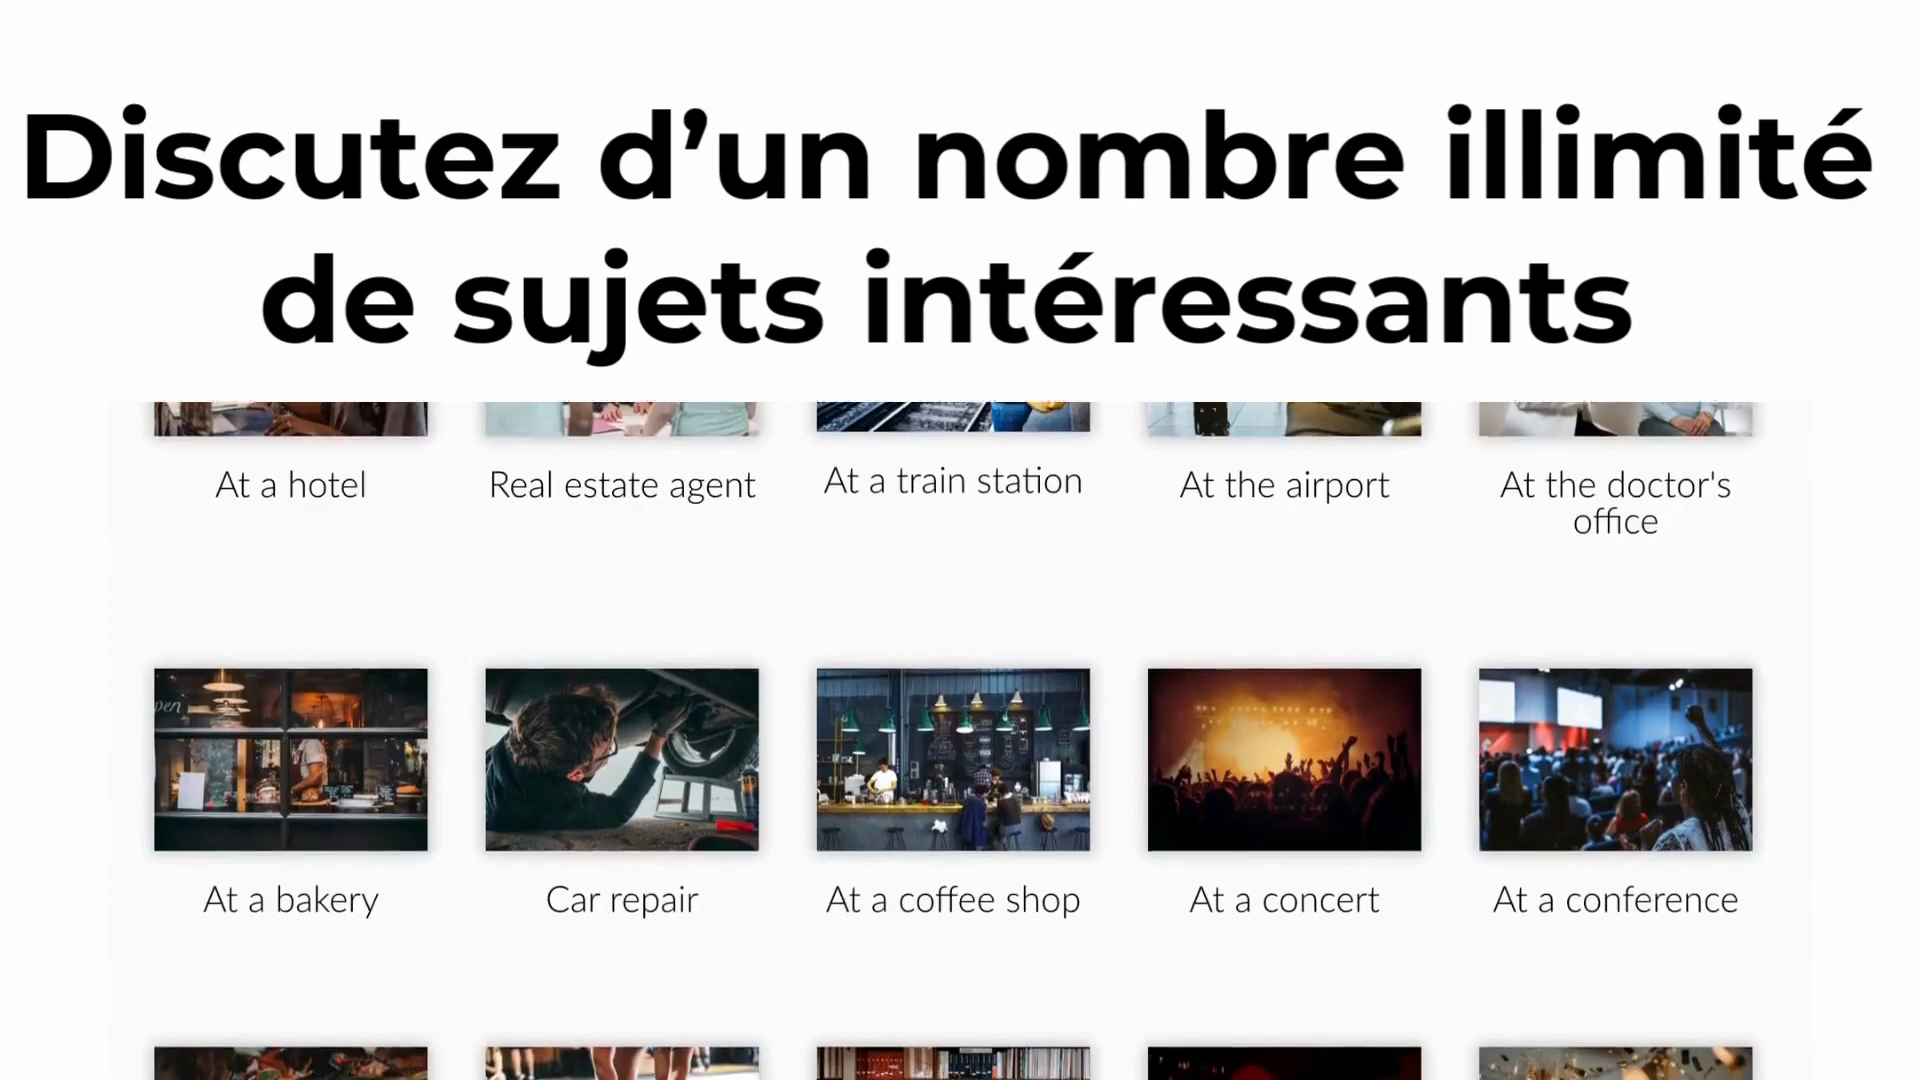 Discutez d’un nombre illimité
de sujets intéressants
At a hotel
Real estate agent
At a train station
At the airport
At the doctor's
office
pen
At a bakery
Car repair
At a coffee shop
At a concert
At a conference